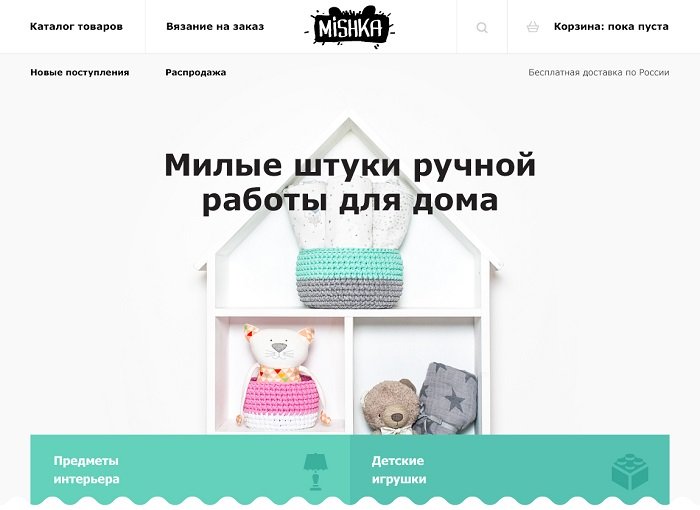 Каталог товаров
Вязание на заказ
MiSHKA
Корзина: пока пуста
Новые поступления
Распродажа
Бесплатная доставка по России
Милые штуки ручной
работы для дома
Предметы
интерьера
Детские
игрушки